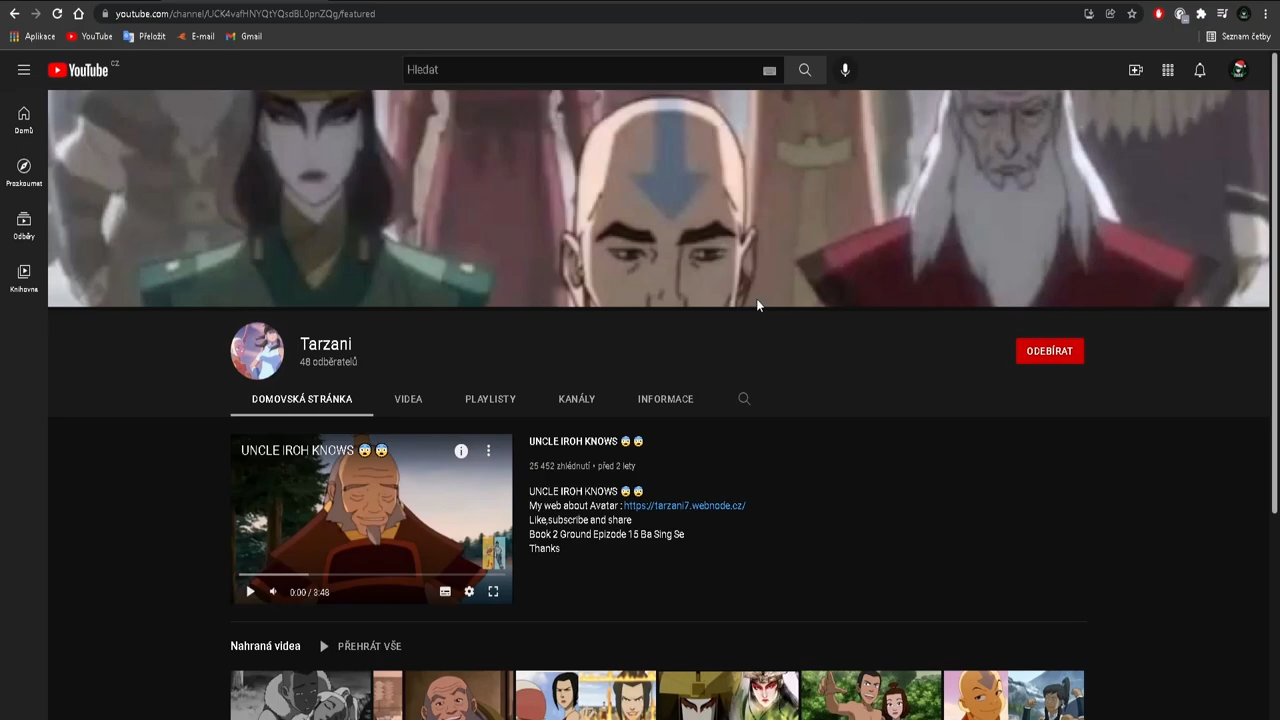 youtube.com/channel/UCK4vafHNYQtYQsdBL0pnZQg/featured
Aplikace YouTube Přeložit E-mail Gmail Seznam četby
YouTube CZ
Hledat
Domů
Prozkoumat
Odběry
Knihovna
Tarzani
48 odběratelů
ODEBÍRAT
DOMOVSKÁ STRÁNKA VIDEA PLAYLISTY KANÁLY INFORMACE
UNCLE IROH KNOWS 😨 😨
0:00 / 3:48
UNCLE IROH KNOWS 😨 😨
25 452 zhlédnutí • před 2 lety
UNCLE IROH KNOWS 😨 😨
My web about Avatar : https://tarzani7.webnode.cz/
Like,subscribe and share
Book 2 Ground Epizode 15 Ba Sing Se
Thanks
Nahraná videa PŘEHRÁT VŠE